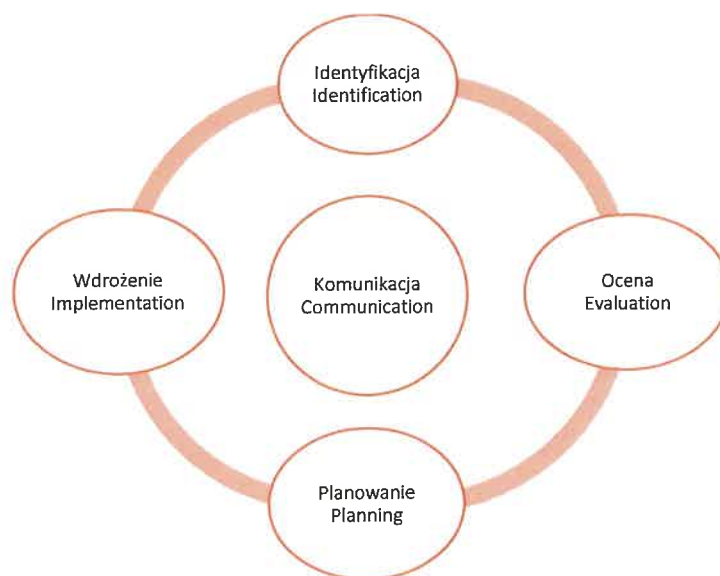 Identyfikacja
Identification
Wdrożenie
Implementation
Komunikacja
Communication
Ocena
Evaluation
Planowanie
Planning